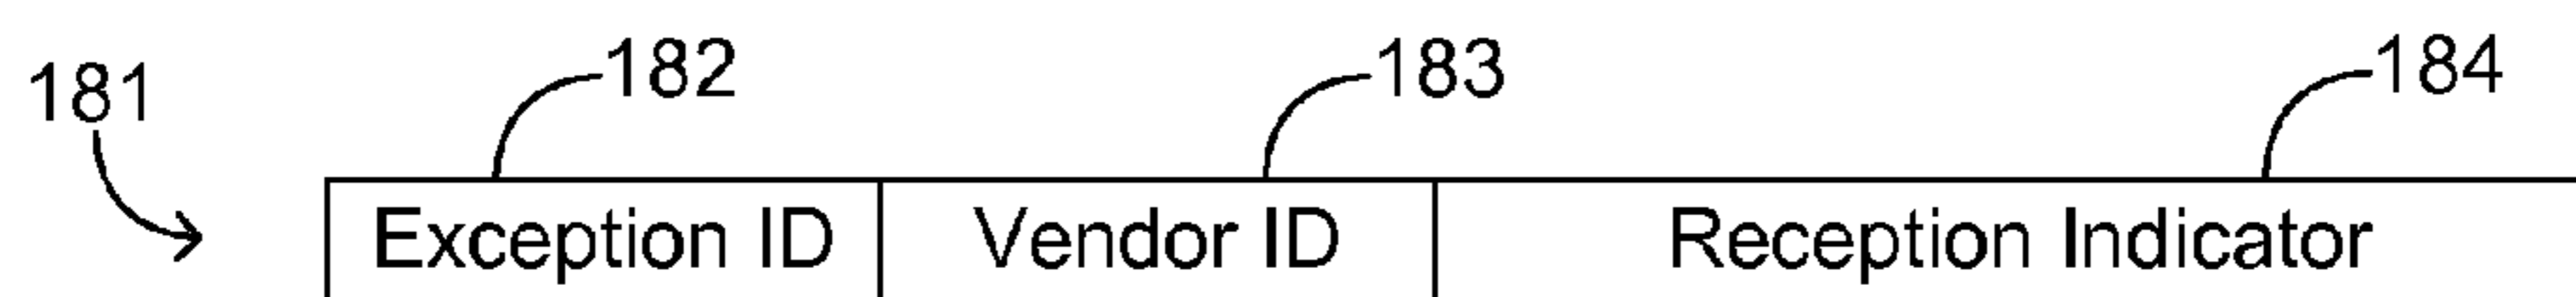 181 182 183 184
Exception ID Vendor ID Reception Indicator